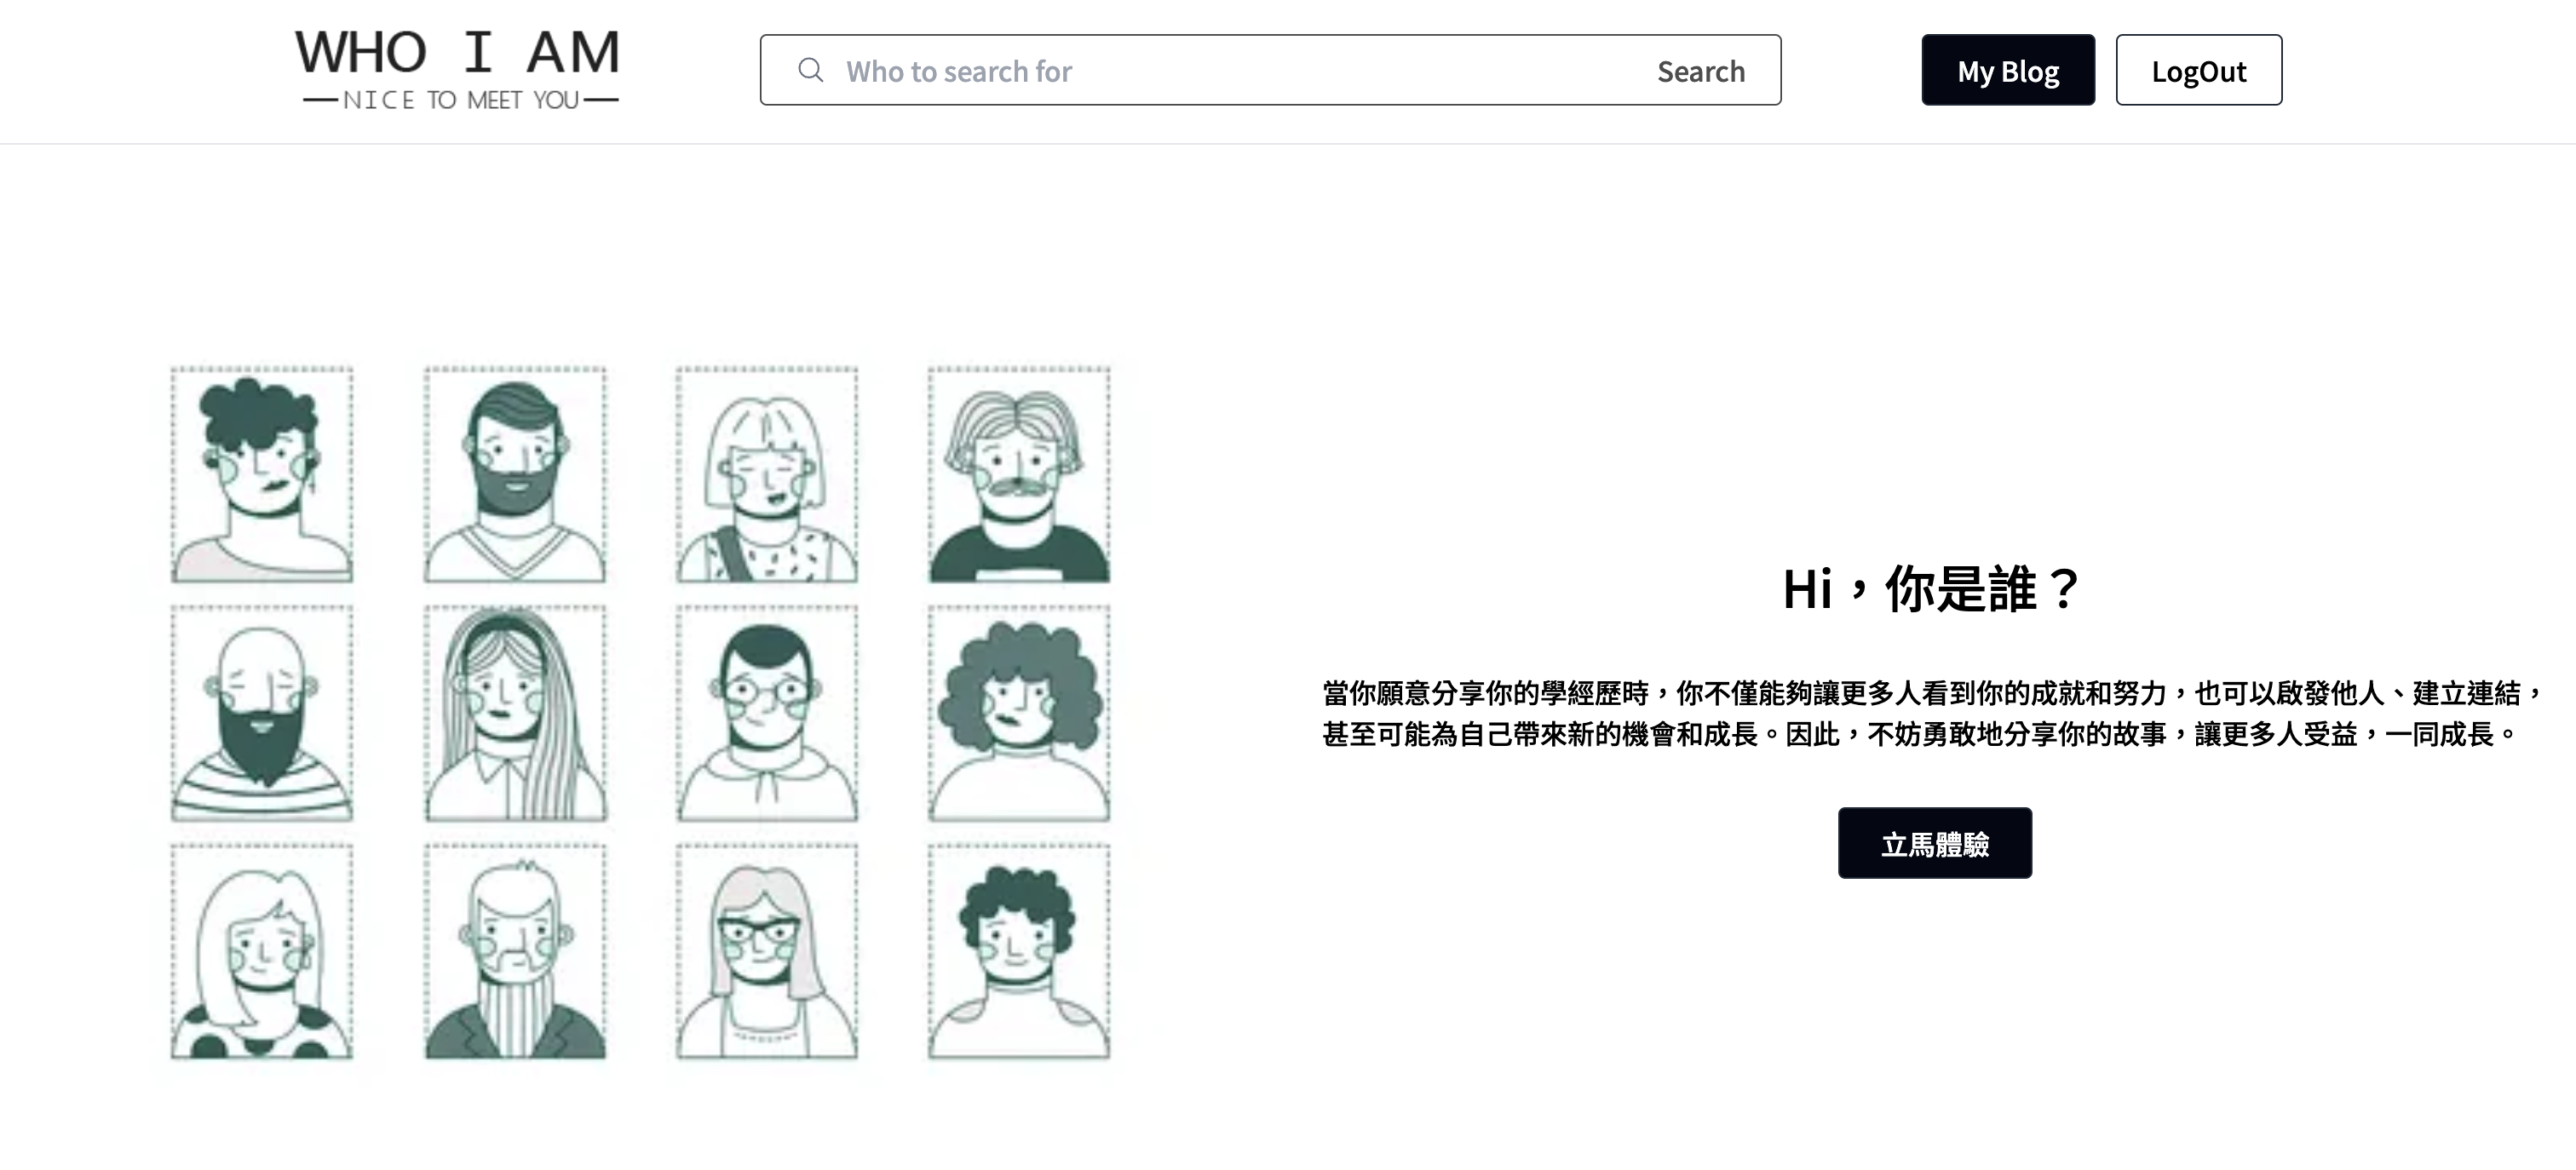 WHO I AM
NICE TO MEET YOU
Who to search for
Search
My Blog
LogOut
Hi，你是誰？
當你願意分享你的學經歷時，你不僅能夠讓更多人看到你的成就和努力，也可以啟發他人、建立連結，
甚至可能為自己帶來新的機會和成長。因此，不妨勇敢地分享你的故事，讓更多人受益，一同成長。
立馬體驗